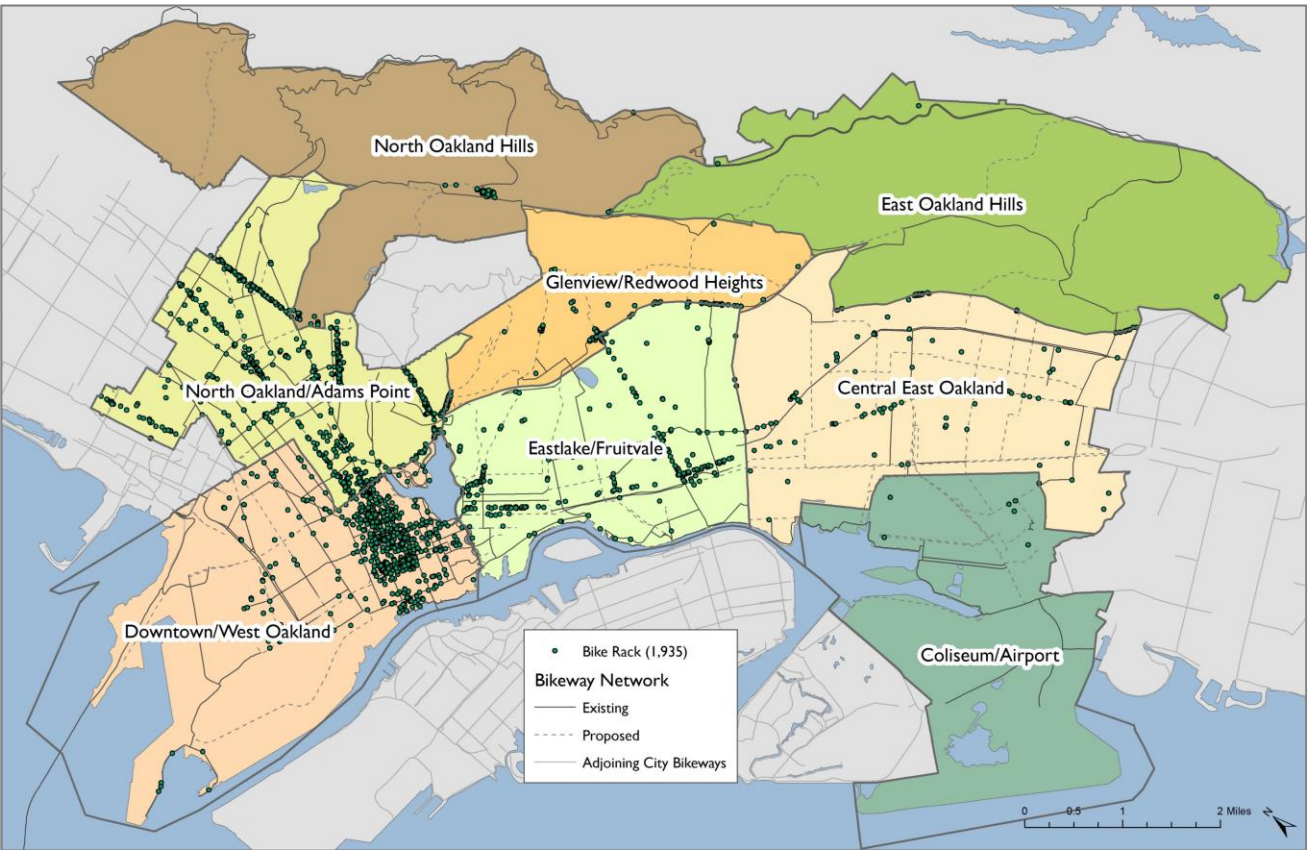 North Oakland Hills
East Oakland Hills
Glenview/Redwood Heights
North Oakland/Adams Point
Central East Oakland
Eastlake/Fruitvale
Downtown/West Oakland
Coliseum/Airport
Bike Rack (1,935)
Bikeway Network
Existing
Proposed
Adjoining City Bikeways
0 0.5 1 2 Miles
N